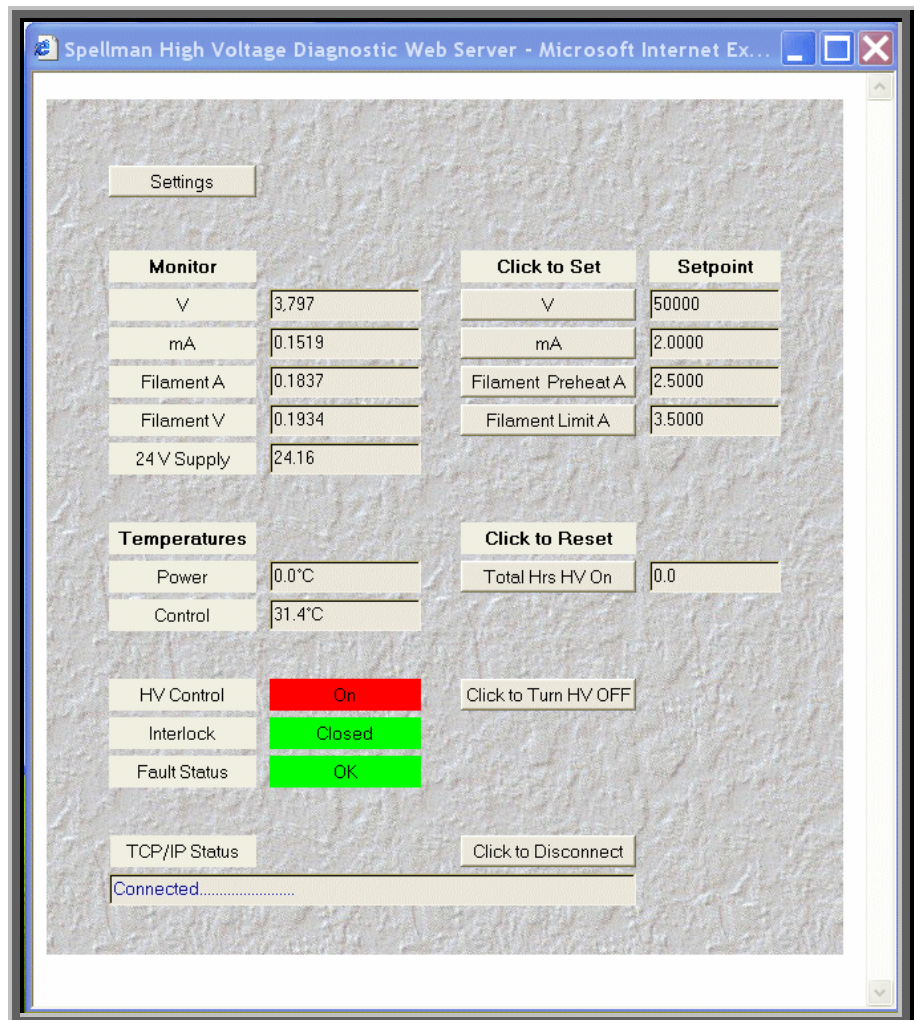 Spellman High Voltage Diagnostic Web Server - Microsoft Internet Ex...
Settings
Monitor Click to Set Setpoint
V 3,797 V 50000
mA 0.1519 mA 2.0000
Filament A 0.1837 Filament Preheat A 2.5000
Filament V 0.1934 Filament Limit A 3.5000
24 V Supply 24.16
Temperatures Click to Reset
Power 0.0°C Total Hrs HV On 0.0
Control 31.4°C
HV Control On Click to Turn HV OFF
Interlock Closed
Fault Status OK
TCP/IP Status Click to Disconnect
Connected.......................